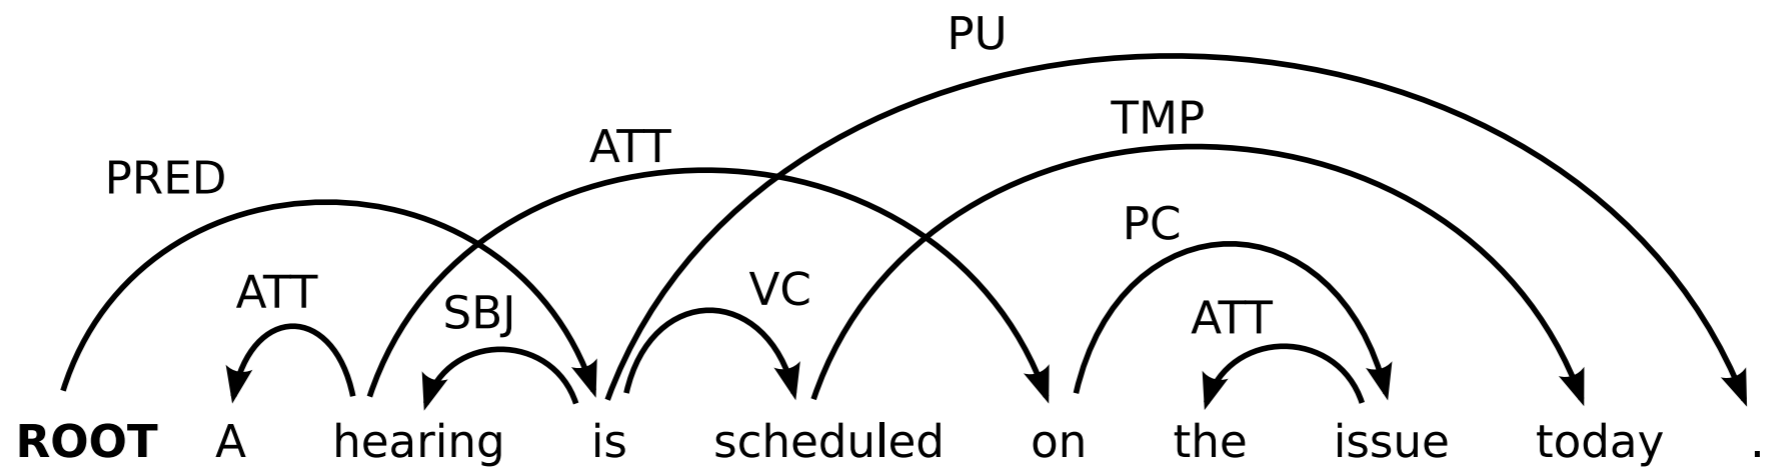 PU
TMP
ATT
PRED
PC
VC
ATT
SBJ
ATT
ROOT A hearing is scheduled on the issue today .